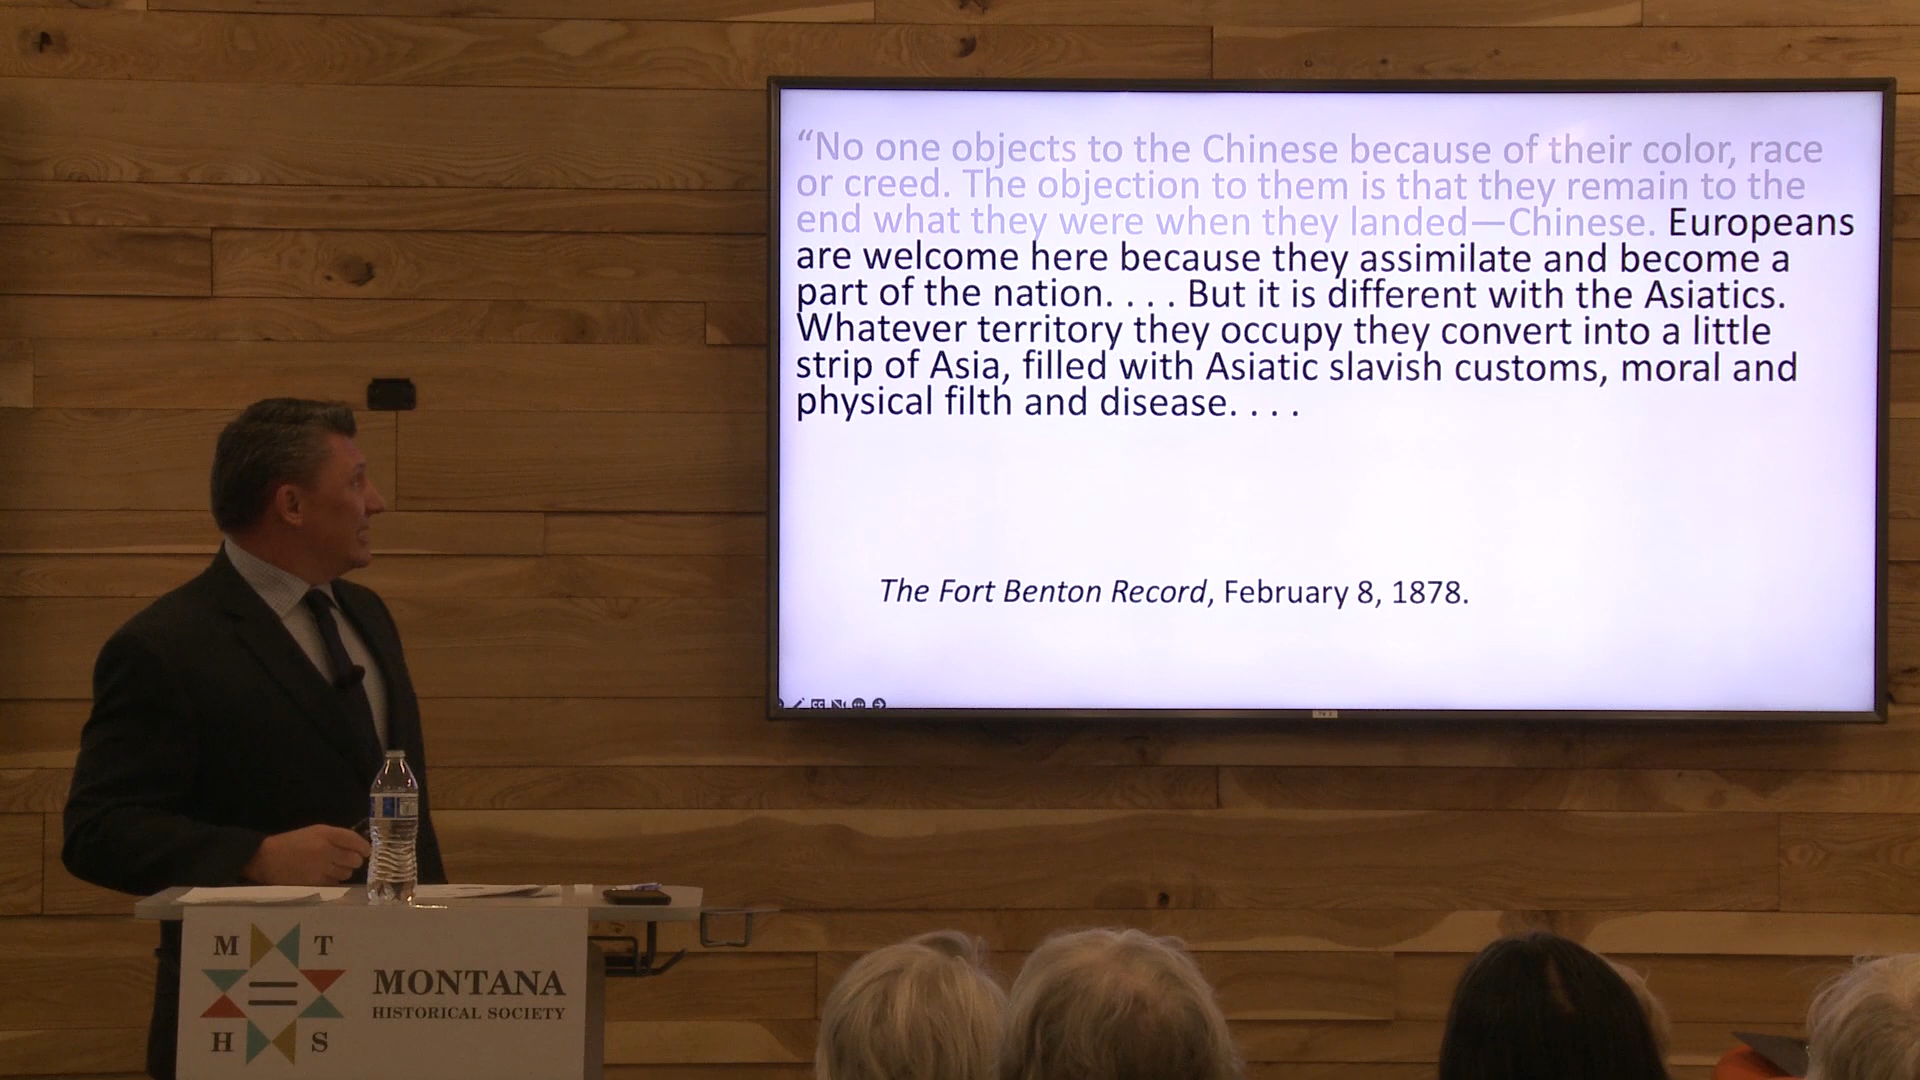 “No one objects to the Chinese because of their color, race
or creed. The objection to them is that they remain to the
end what they were when they landed—Chinese. Europeans
are welcome here because they assimilate and become a
part of the nation. . . . But it is different with the Asiatics.
Whatever territory they occupy they convert into a little
strip of Asia, filled with Asiatic slavish customs, moral and
physical filth and disease. . . .
The Fort Benton Record, February 8, 1878.
M T
H S
MONTANA
HISTORICAL SOCIETY